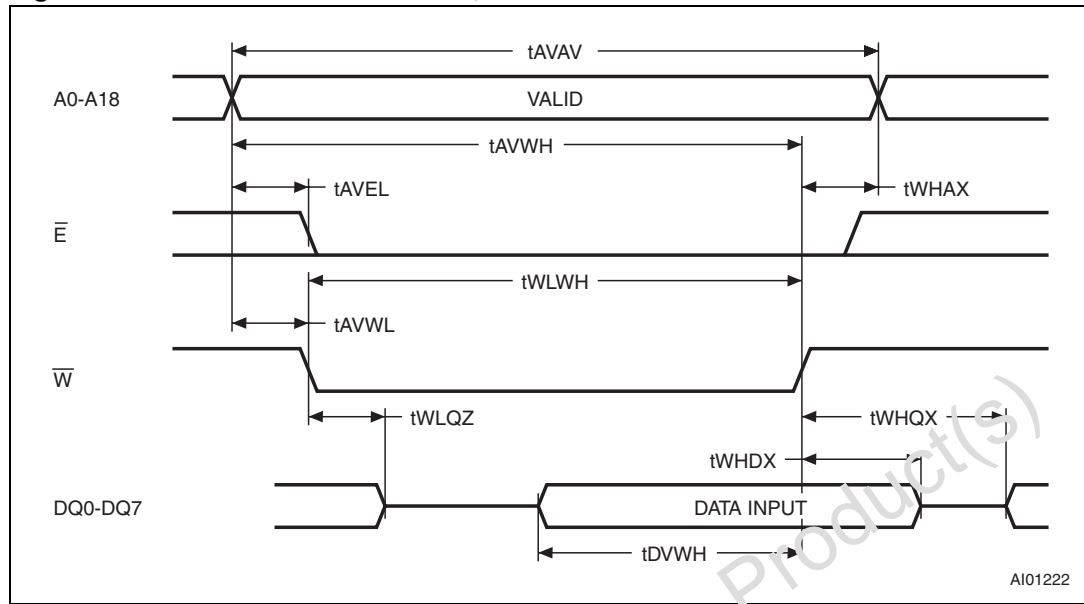 tAVAV
A0-A18
VALID
tAVWH
tAVEL
tWHAX
E̅
tWLWH
tAVWL
W̅
tWLQZ
tWHQX
tWHDX
DQ0-DQ7
DATA INPUT
tDVWH
Product(s)
AI01222